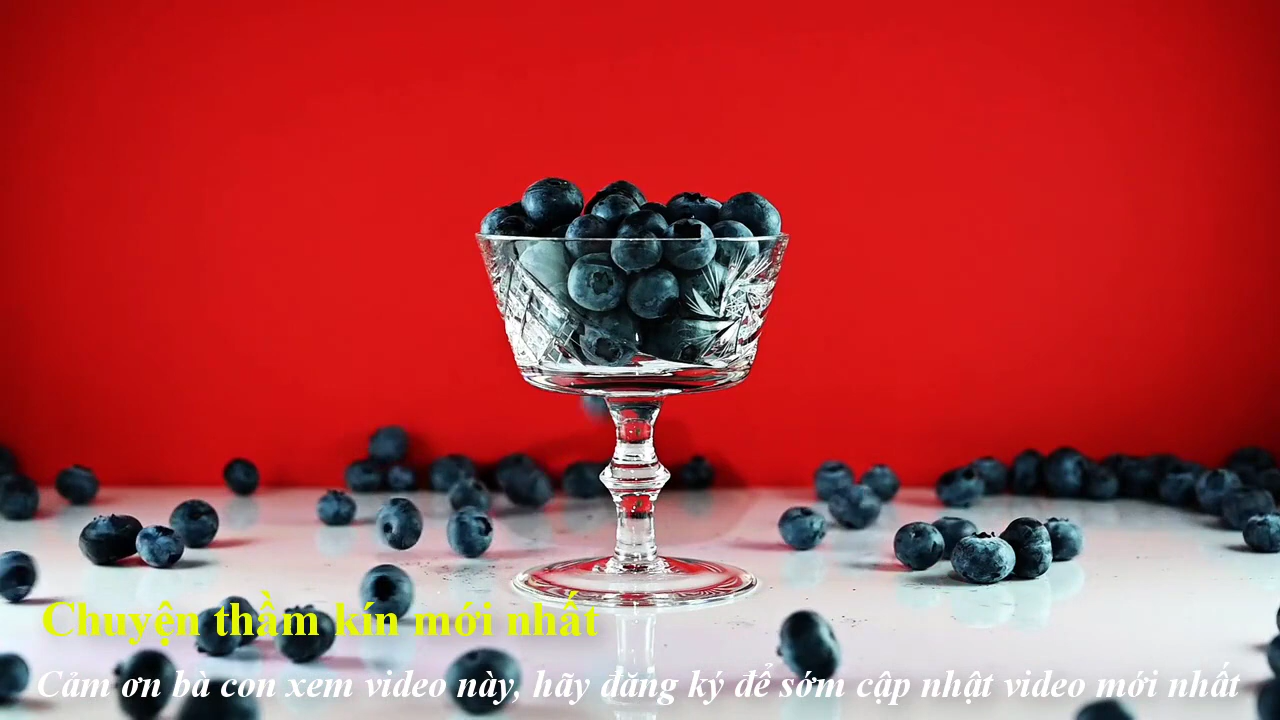 Chuyện thầm kín mới nhất
Cảm ơn bà con xem video này, hãy đăng ký để sớm cập nhật video mới nhất